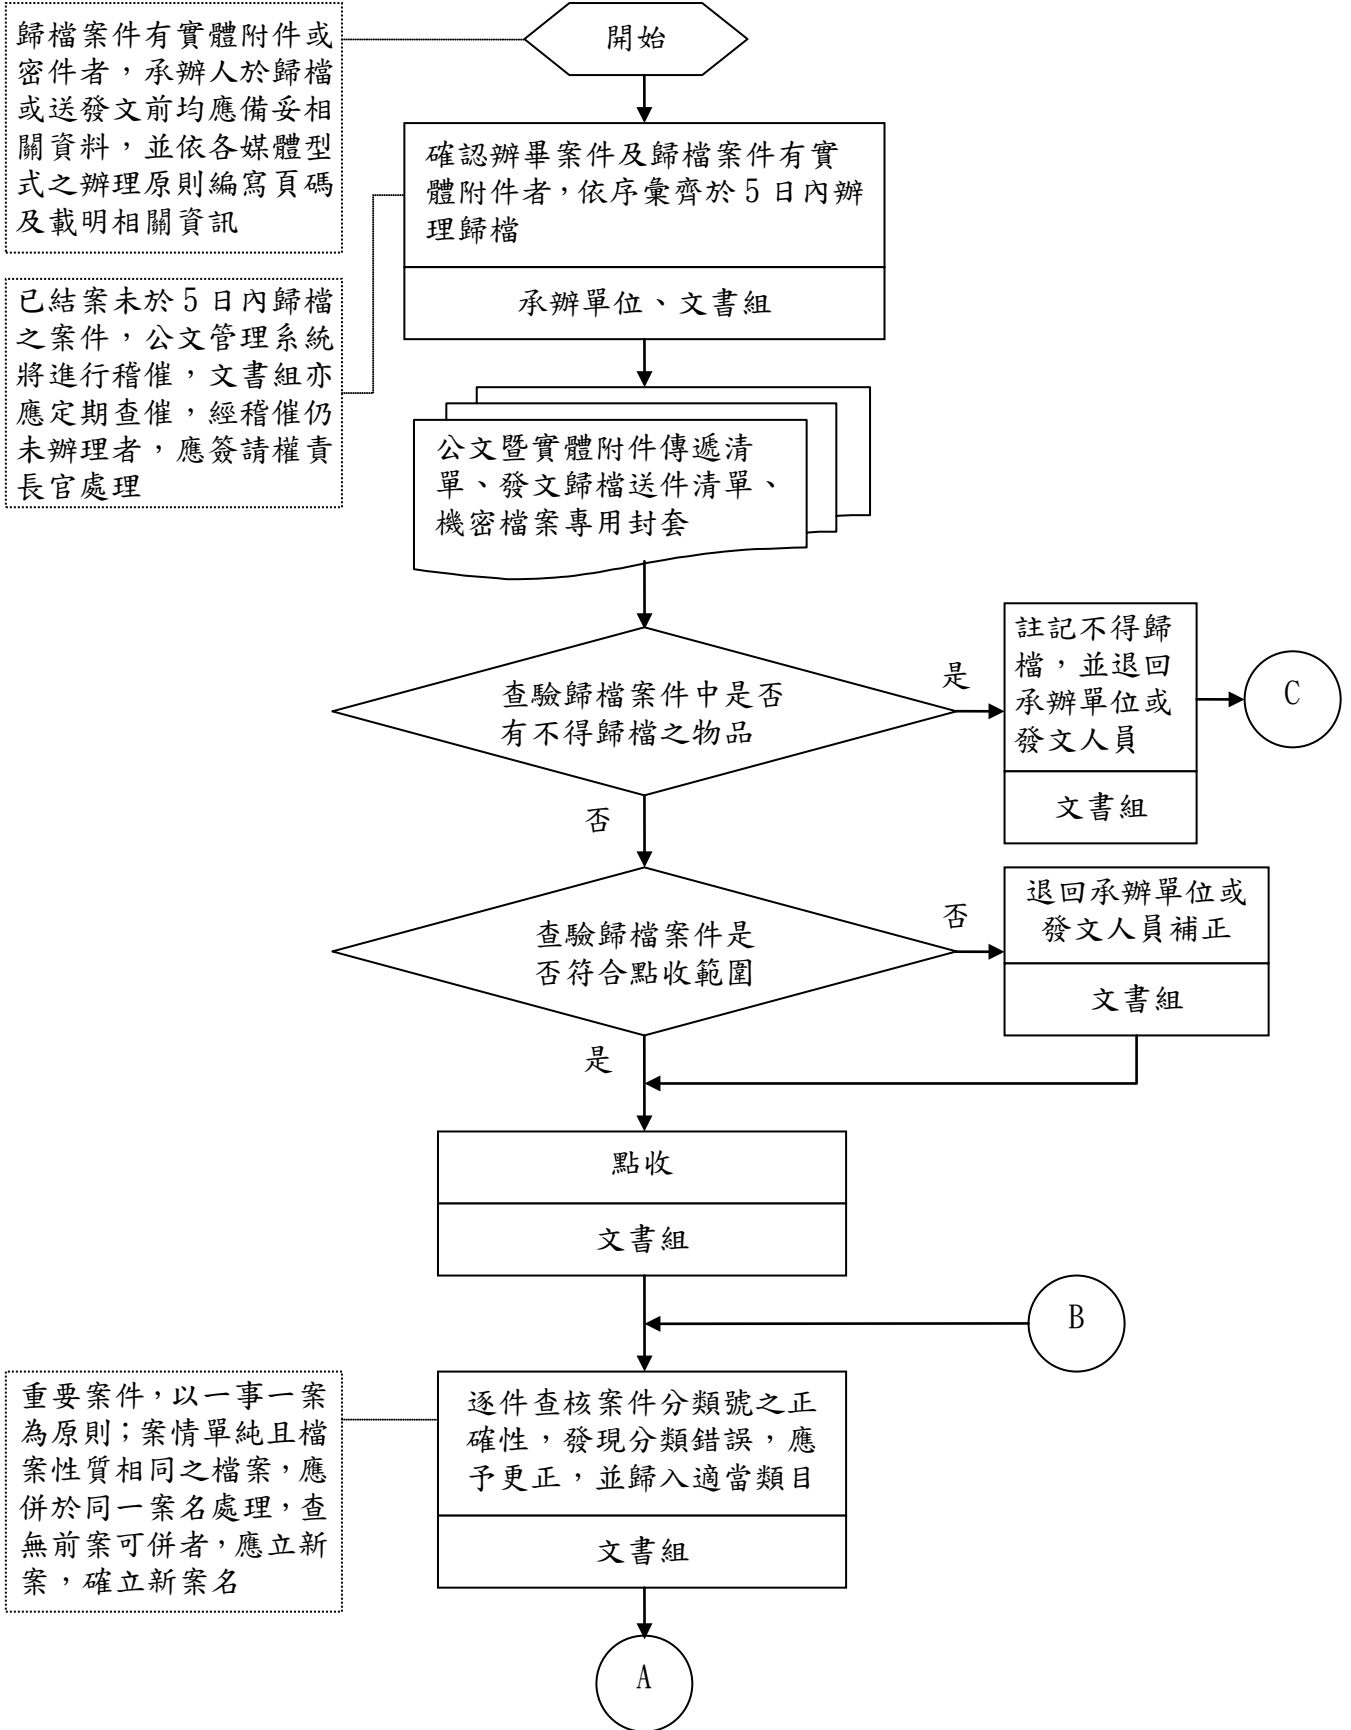 歸檔案件有實體附件或
密件者，承辦人於歸檔
或送發文前均應備妥相
關資料，並依各媒體型
式之辦理原則編寫頁碼
及載明相關資訊
開始
確認辦畢案件及歸檔案件有實
體附件者，依序彙齊於 5 日內辦
理歸檔
承辦單位、文書組
已結案未於 5 日內歸檔
之案件，公文管理系統
將進行稽催，文書組亦
應定期查催，經稽催仍
未辦理者，應簽請權責
長官處理
公文暨實體附件傳遞清
單、發文歸檔送件清單、
機密檔案專用封套
查驗歸檔案件中是否
有不得歸檔之物品
是
註記不得歸
檔，並退回
承辦單位或
發文人員
文書組
C
否
查驗歸檔案件是
否符合點收範圍
否
退回承辦單位或
發文人員補正
文書組
是
點收
文書組
B
重要案件，以一事一案
為原則；案情單純且檔
案性質相同之檔案，應
併於同一案名處理，查
無前案可併者，應立新
案，確立新案名
逐件查核案件分類號之正
確性，發現分類錯誤，應
予更正，並歸入適當類目
文書組
A